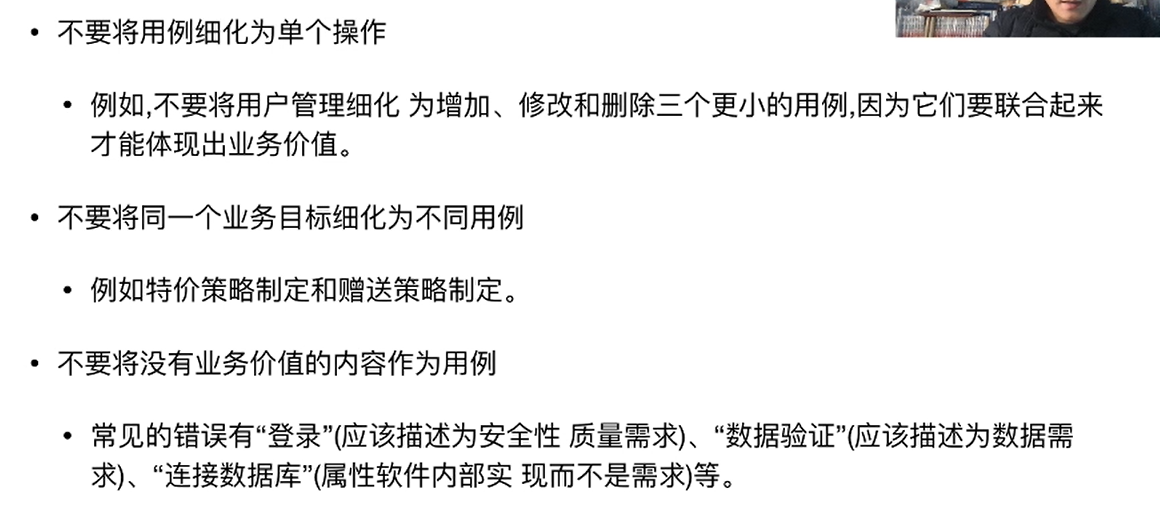 • 不要将用例细化为单个操作
• 例如,不要将用户管理细化 为增加、修改和删除三个更小的用例,因为它们要联合起来
才能体现出业务价值。
• 不要将同一个业务目标细化为不同用例
• 例如特价策略制定和赠送策略制定。
• 不要将没有业务价值的内容作为用例
• 常见的错误有“登录”(应该描述为安全性 质量需求)、“数据验证”(应该描述为数据需
求)、“连接数据库”(属性软件内部实 现而不是需求)等。